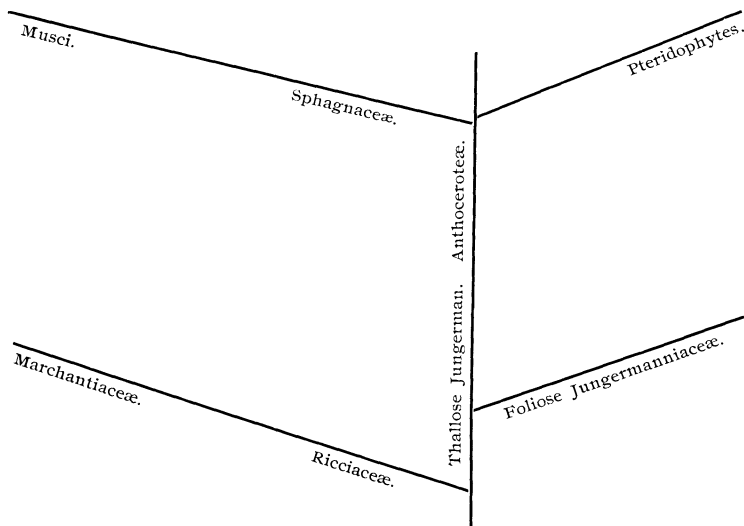 Musci.
Pteridophytes.
Sphagnaceæ.
Anthoceroteæ.
Thallose Jungerman.
Marchantiaceæ.
Foliose Jungermanniaceæ.
Ricciaceæ.